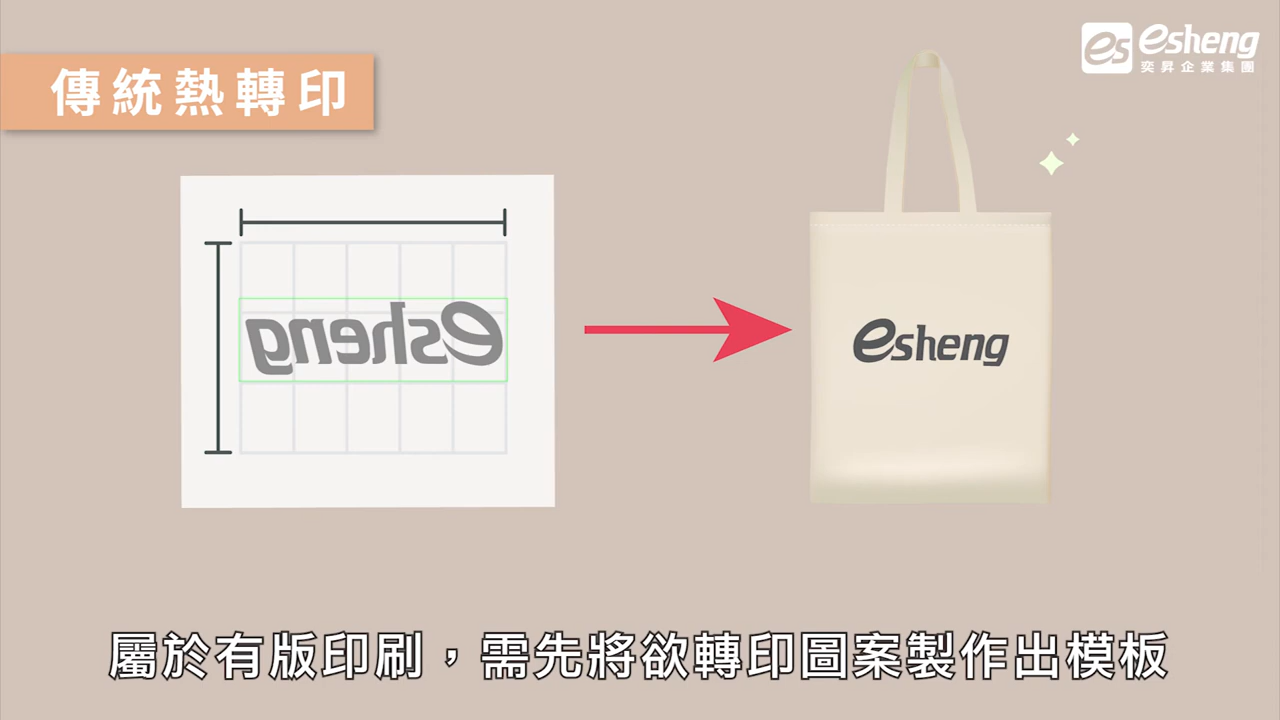 es esheng
奕昇企業集團
傳統熱轉印
esheng
esheng
屬於有版印刷，需先將欲轉印圖案製作出模板